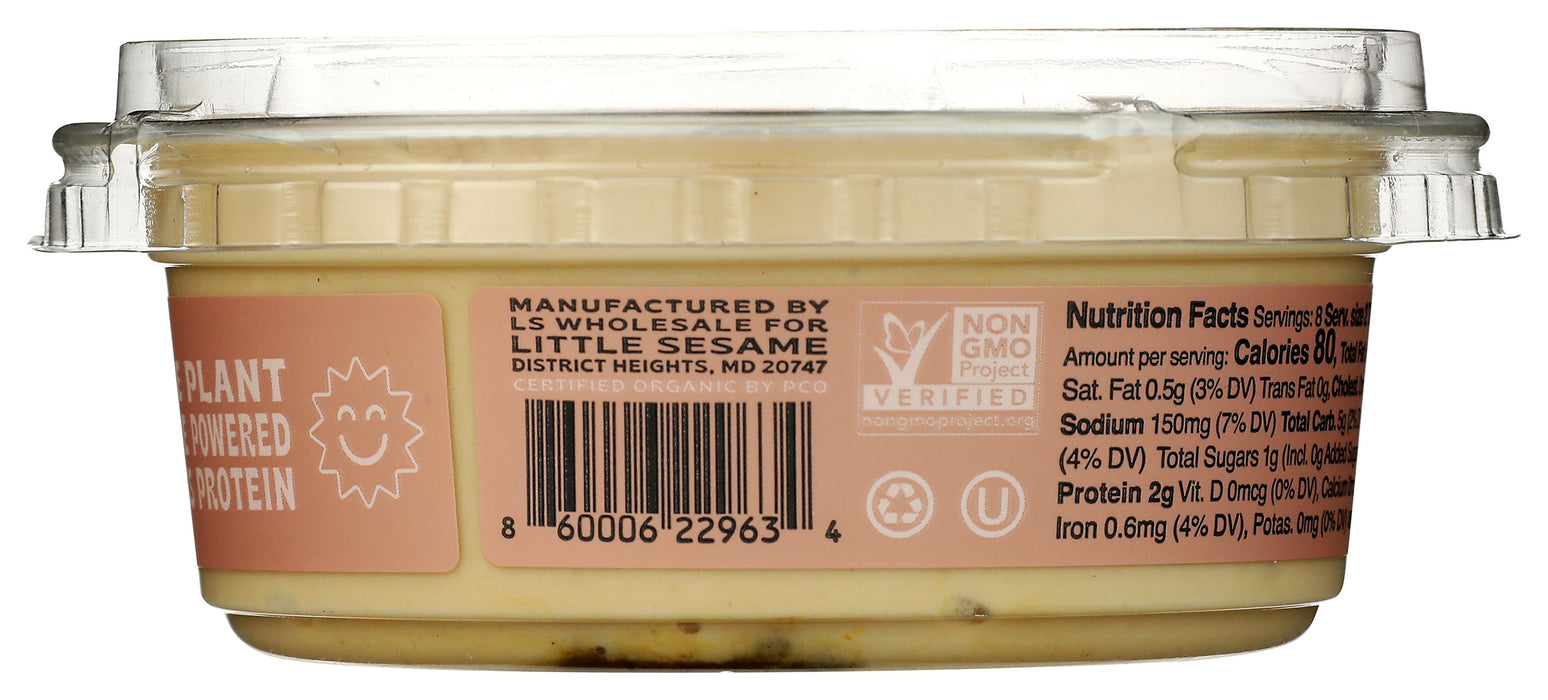 PLANT
POWERED
PROTEIN
MANUFACTURED BY
LS WHOLESALE FOR
LITTLE SESAME
DISTRICT HEIGHTS, MD 20747
CERTIFIED ORGANIC BY PCO
8 60006 22963 4
NON
GMO
Project
VERIFIED
nongmoproject.org
U
Nutrition Facts Servings: 8 Serv. size
Amount per serving: Calories 80, Total
Sat. Fat 0.5g (3% DV) Trans Fat 0g,
Sodium 150mg (7% DV) Total Carb. 5g
(4% DV) Total Sugars 1g (Incl. 0g Added
Protein 2g Vit. D 0mcg (0% DV), Calcium
Iron 0.6mg (4% DV), Potas. 0mg (0% DV)